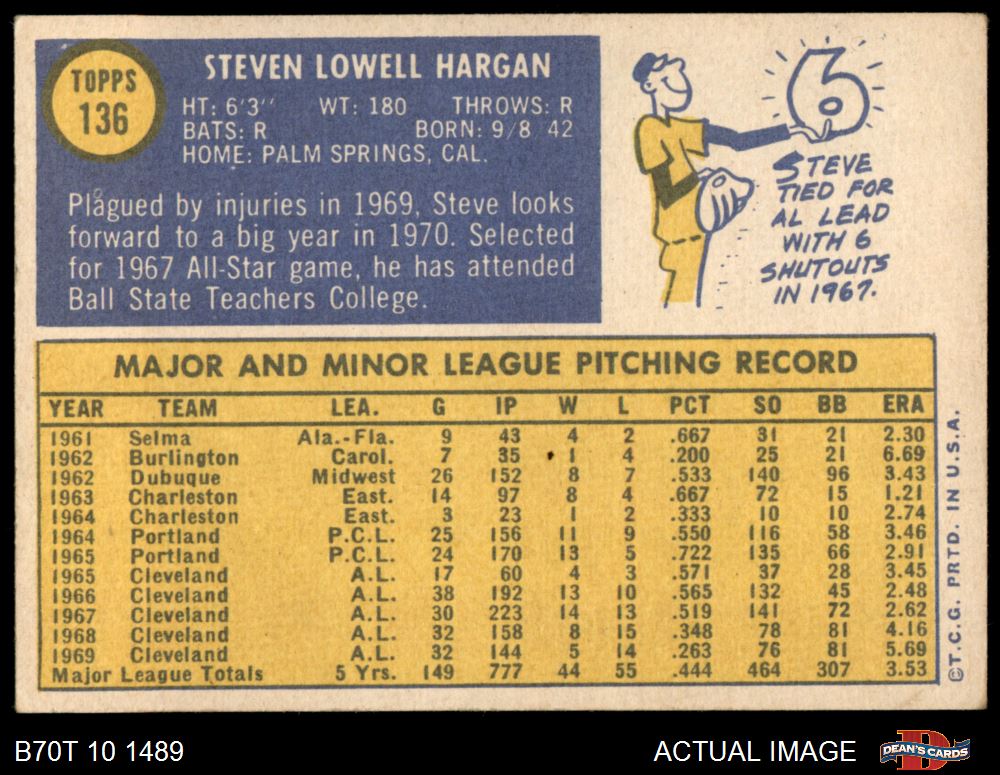 TOPPS
136
STEVEN LOWELL HARGAN
HT: 6'3'' WT: 180 THROWS: R
BATS: R BORN: 9/8 42
HOME: PALM SPRINGS, CAL.
Plagued by injuries in 1969, Steve looks
forward to a big year in 1970. Selected
for 1967 All-Star game, he has attended
Ball State Teachers College.
6
STEVE
TIED FOR
AL LEAD
WITH 6
SHUTOUTS
IN 1967.
MAJOR AND MINOR LEAGUE PITCHING RECORD
YEAR TEAM LEA. G IP W L PCT SO BB ERA
1961 Selma Ala.-Fla. 9 43 4 2 .667 31 21 2.30
1962 Burlington Carol. 7 35 1 4 .200 25 21 6.69
1962 Dubuque Midwest 26 152 8 7 .533 140 96 3.43
1963 Charleston East. 14 97 8 4 .667 72 15 1.21
1964 Charleston East. 3 23 1 2 .333 10 10 2.74
1964 Portland P.C.L. 25 156 11 9 .550 116 58 3.46
1965 Portland P.C.L. 24 170 13 5 .722 135 66 2.91
1965 Cleveland A.L. 17 60 4 3 .571 37 28 3.45
1966 Cleveland A.L. 38 192 13 10 .565 132 45 2.48
1967 Cleveland A.L. 30 223 14 13 .519 141 72 2.62
1968 Cleveland A.L. 32 158 8 15 .348 78 81 4.16
1969 Cleveland A.L. 32 144 5 14 .263 76 81 5.69
Major League Totals 5 Yrs. 149 777 44 55 .444 464 307 3.53
©T.C.G. PRTD. IN U.S.A.
B70T 10 1489
ACTUAL IMAGE
DEAN'S CARDS